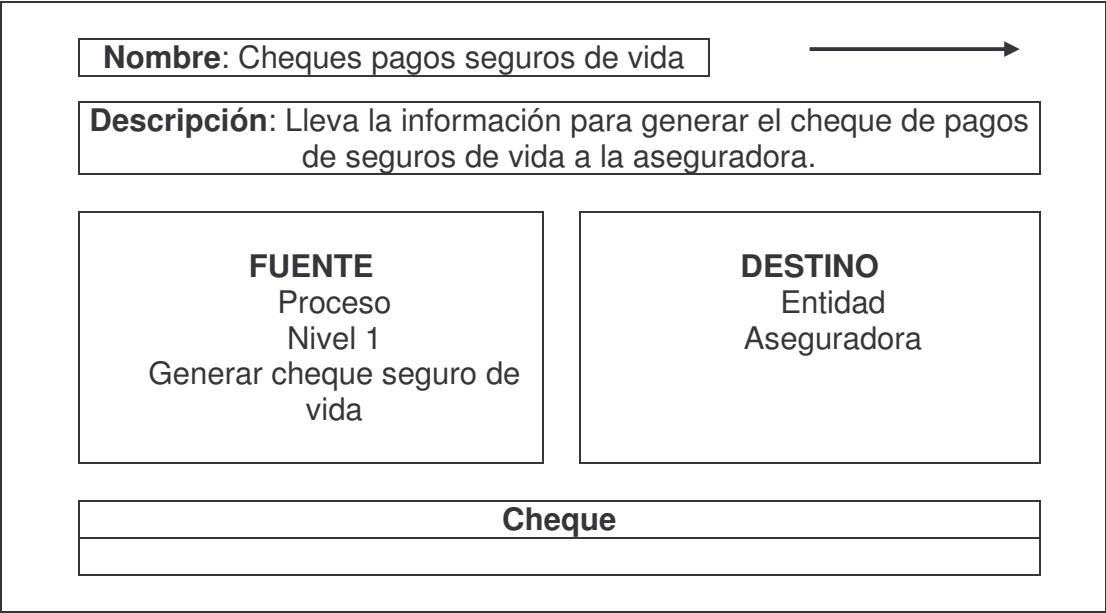 Nombre: Cheques pagos seguros de vida
Descripción: Lleva la información para generar el cheque de pagos
de seguros de vida a la aseguradora.
FUENTE
Proceso
Nivel 1
Generar cheque seguro de
vida
DESTINO
Entidad
Aseguradora
Cheque